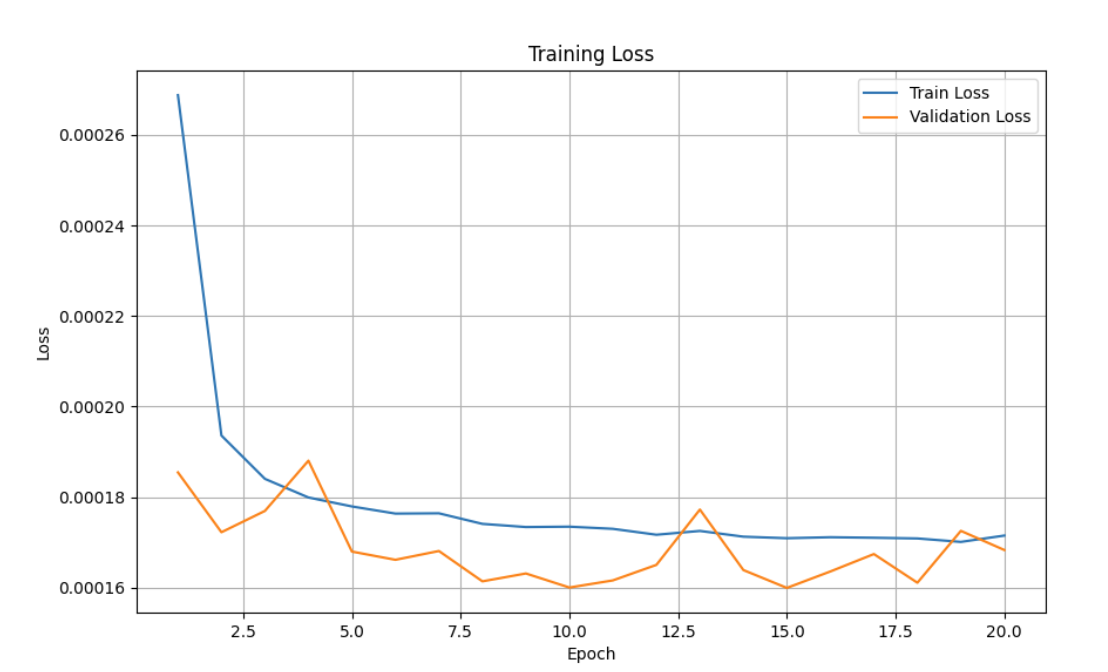 Training Loss
Train Loss
Validation Loss
0.00026
0.00024
0.00022
0.00020
0.00018
0.00016
Loss
2.5 5.0 7.5 10.0 12.5 15.0 17.5 20.0
Epoch